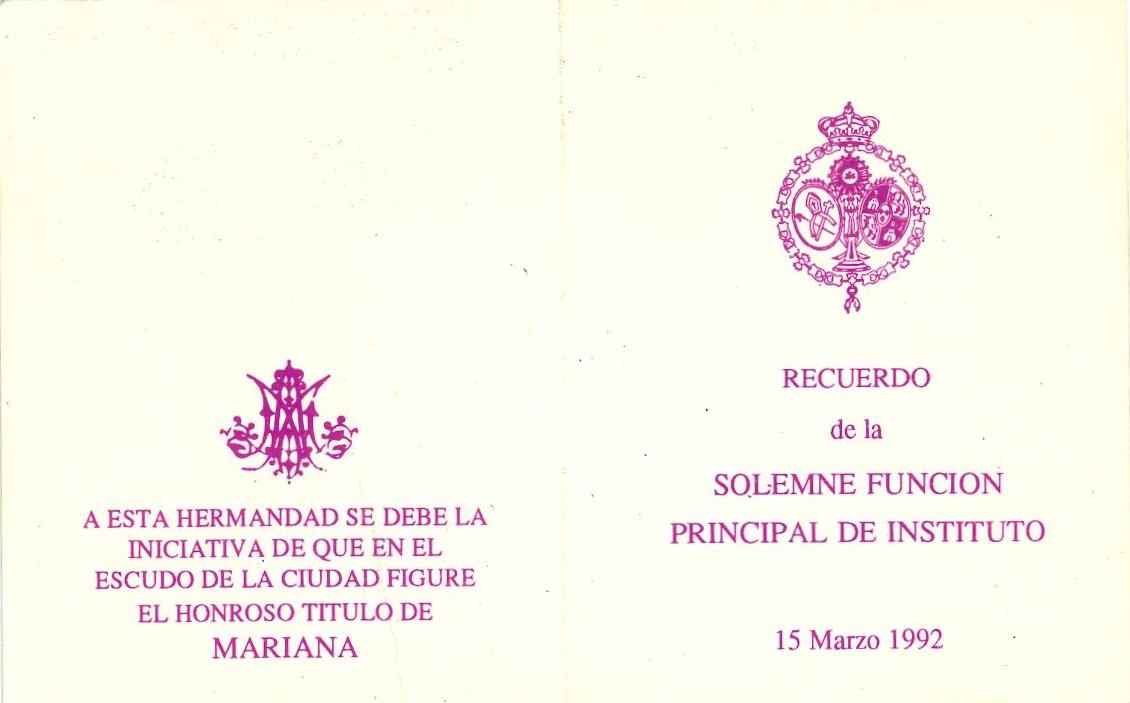 A ESTA HERMANDAD SE DEBE LA
INICIATIVA DE QUE EN EL
ESCUDO DE LA CIUDAD FIGURE
EL HONROSO TITULO DE
MARIANA
RECUERDO
de la
SOLEMNE FUNCION
PRINCIPAL DE INSTITUTO
15 Marzo 1992